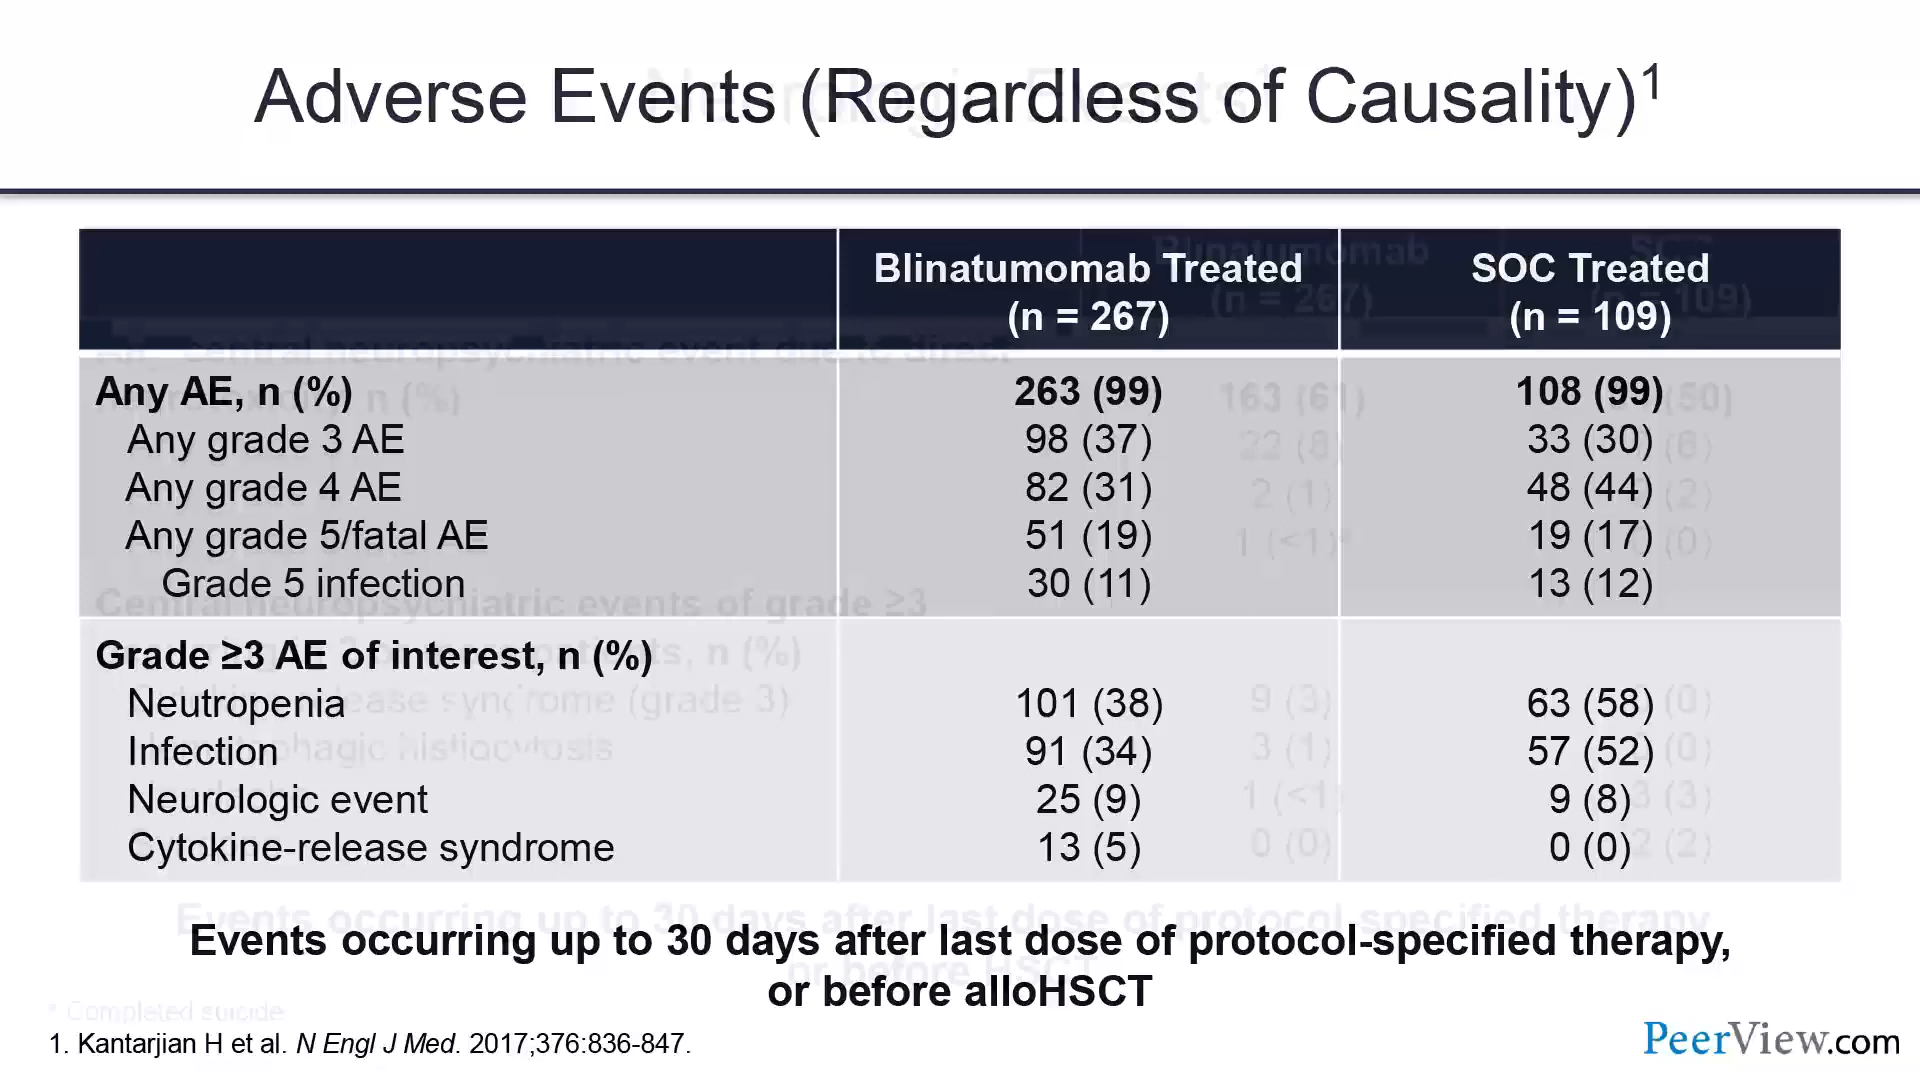 Adverse Events (Regardless of Causality)1
Blinatumomab Treated SOC Treated
(n = 267) (n = 109)
Any AE, n (%) 263 (99) 108 (99)
Any grade 3 AE 98 (37) 33 (30)
Any grade 4 AE 82 (31) 48 (44)
Any grade 5/fatal AE 51 (19) 19 (17)
Grade 5 infection 30 (11) 13 (12)
Grade ≥3 AE of interest, n (%)
Neutropenia 101 (38) 63 (58)
Infection 91 (34) 57 (52)
Neurologic event 25 (9) 9 (8)
Cytokine-release syndrome 13 (5) 0 (0)
Events occurring up to 30 days after last dose of protocol-specified therapy,
or before alloHSCT
* Completed suicide
1. Kantarjian H et al. N Engl J Med. 2017;376:836-847.
PeerView.com